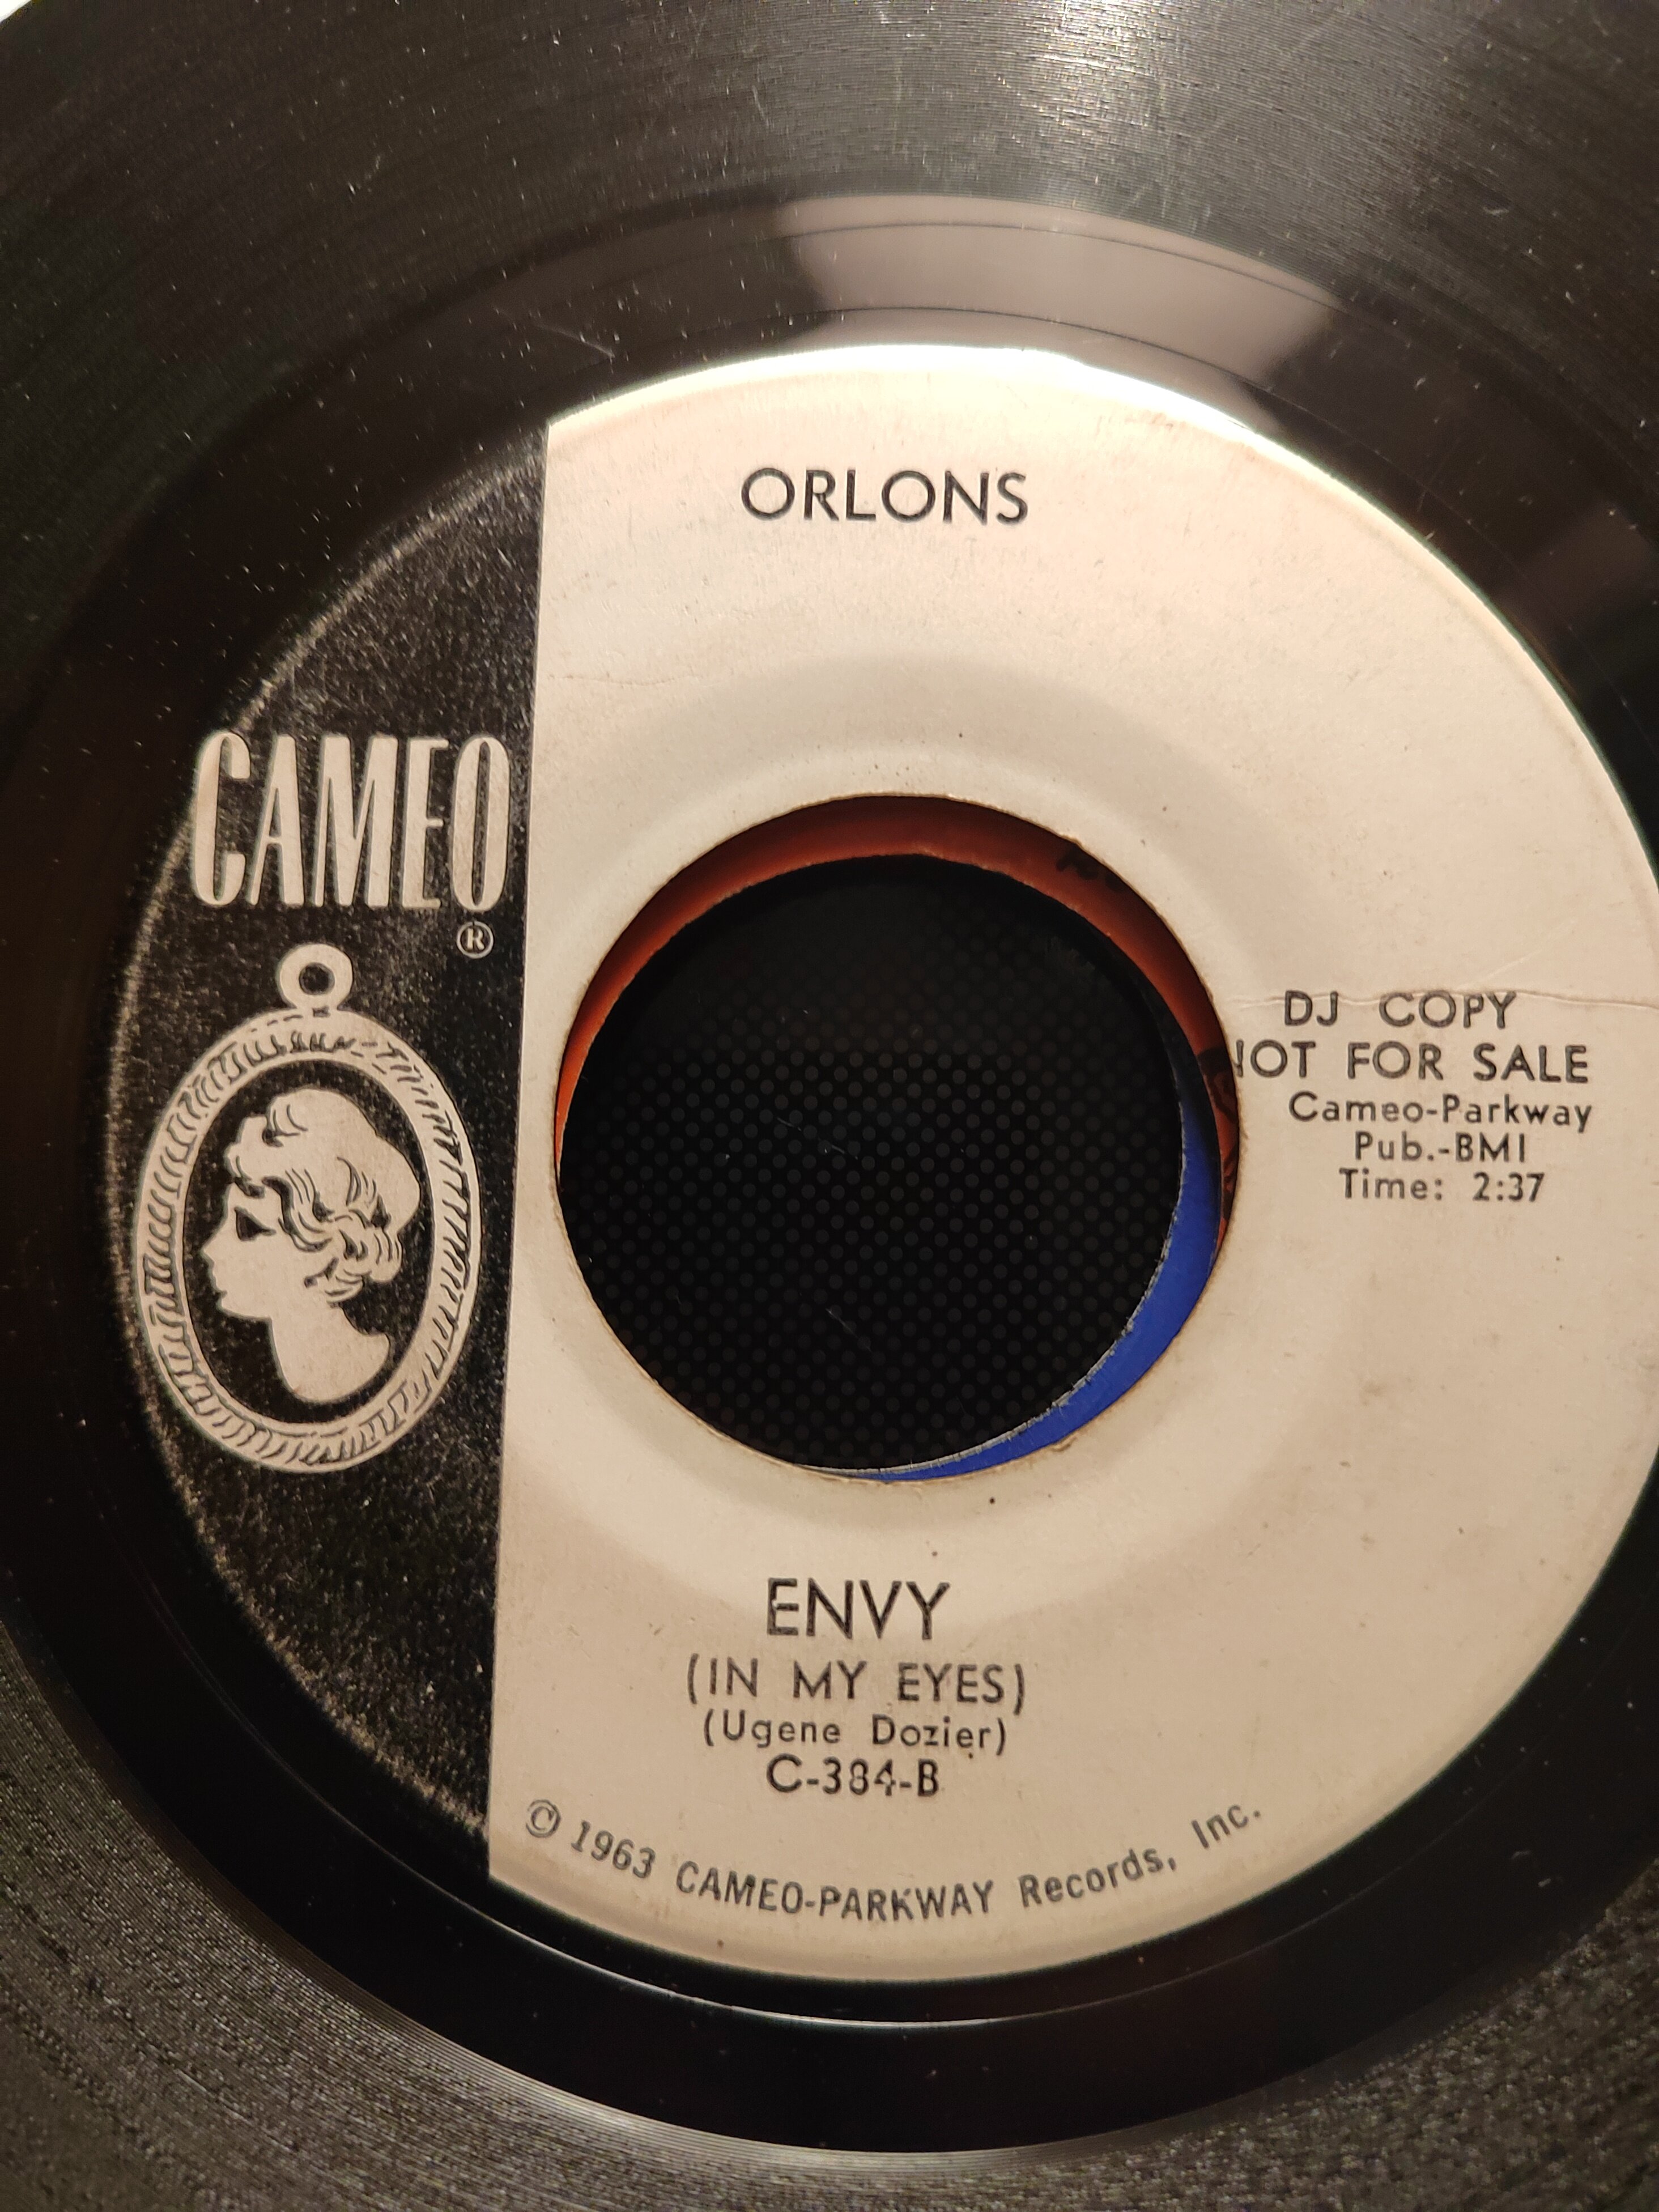 ORLONS
CAMEO
®
DJ COPY
NOT FOR SALE
Cameo-Parkway
Pub.-BMI
Time: 2:37
ENVY
(IN MY EYES)
(Ugene Dozier)
C-384-B
© 1963 CAMEO-PARKWAY Records, Inc.